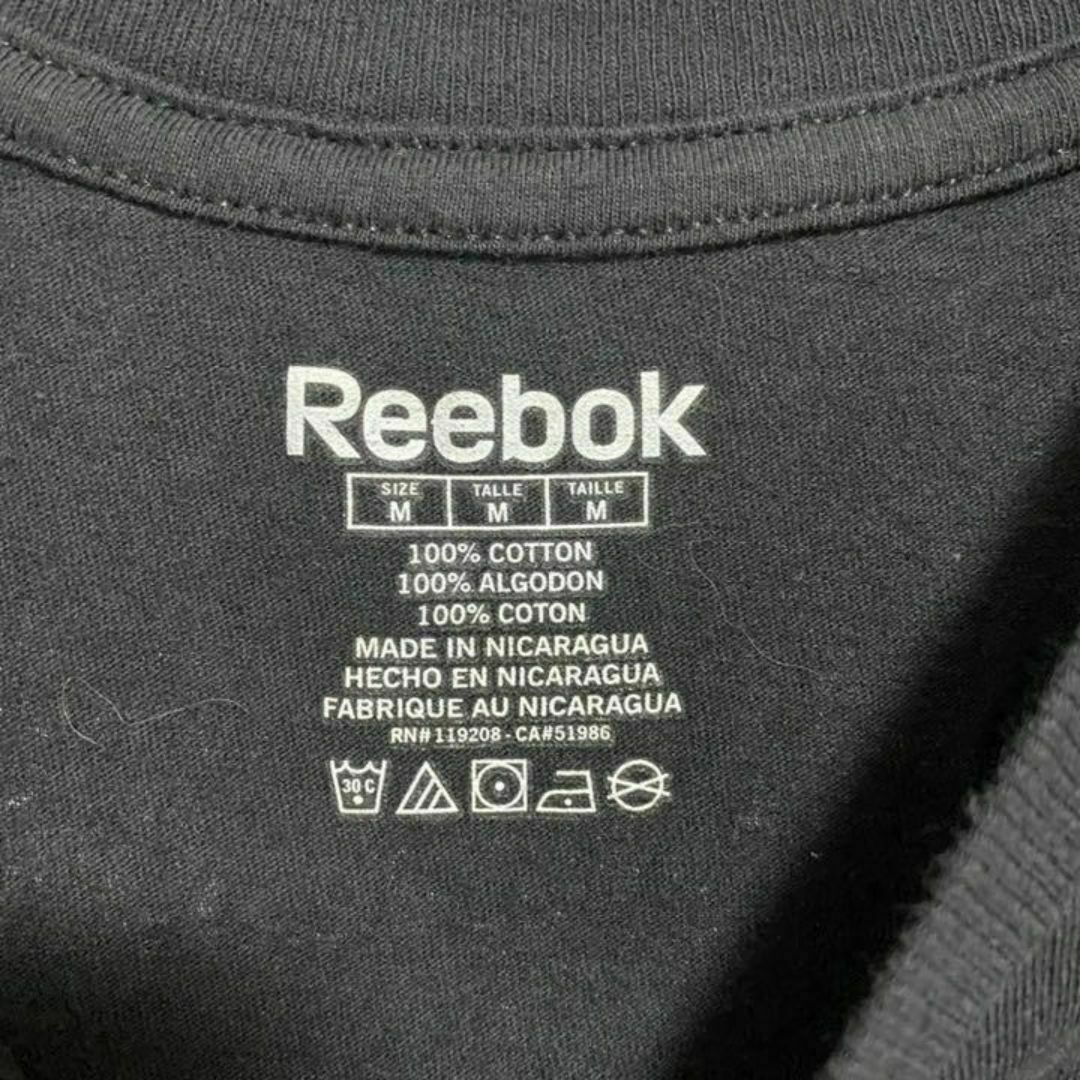 Reebok
SIZE TALLE TAILLE
M M M
100% COTTON
100% ALGODON
100% COTON
MADE IN NICARAGUA
HECHO EN NICARAGUA
FABRIQUE AU NICARAGUA
RN# 119208 - CA#51986
30 C